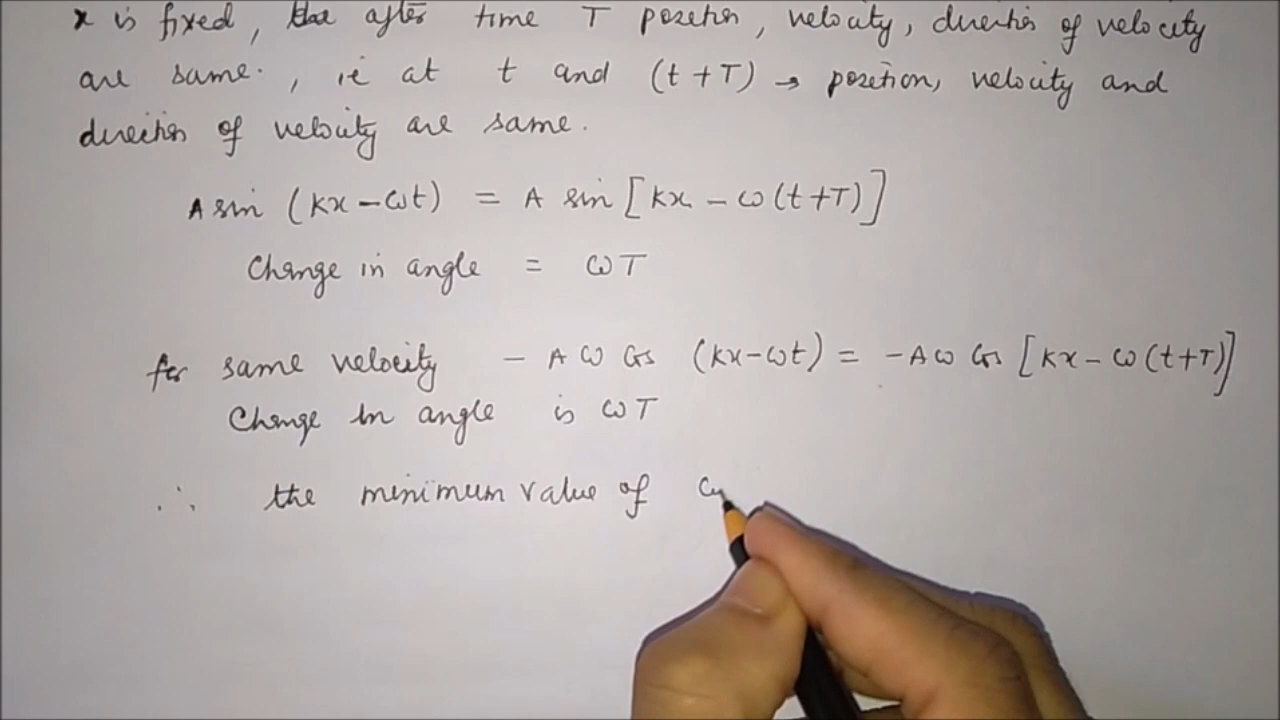 x is fixed, the after time T position, velocity, direction of velocity
are same., ie at t and (t+T) → position, velocity and
direction of velocity are same.
A sin (kx-ωt) = A sin [kx - ω(t+T)]
Change in angle = ωT
for same velocity - Aω Cos (kx-ωt) = -Aω Cos [kx-ω(t+T)]
Change in angle is ωT
∴ the minimum value of